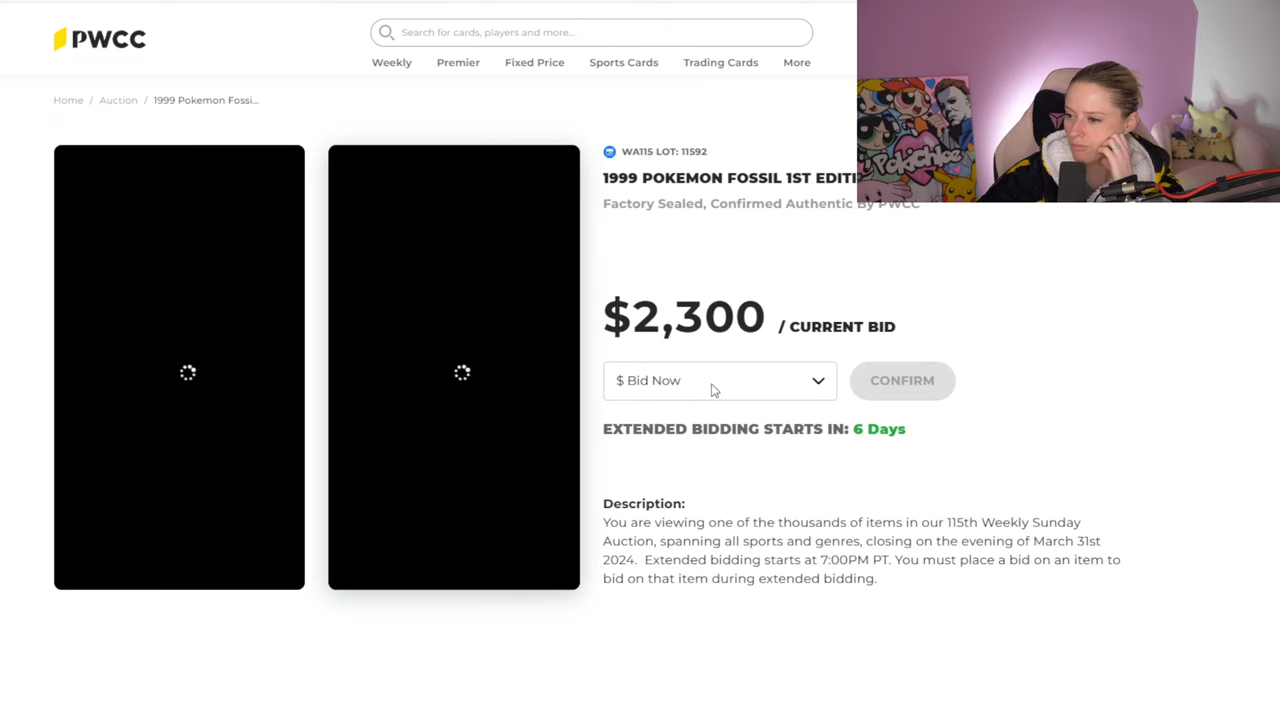 PWCC
Search for cards, players and more...
Weekly Premier Fixed Price Sports Cards Trading Cards More
Home / Auction / 1999 Pokemon Fossi...
WA115 LOT: 11592
1999 POKEMON FOSSIL 1ST EDITI
Factory Sealed, Confirmed Authentic By PWCC
Pokichloe
$2,300 / CURRENT BID
$ Bid Now
CONFIRM
EXTENDED BIDDING STARTS IN: 6 Days
Description:
You are viewing one of the thousands of items in our 115th Weekly Sunday
Auction, spanning all sports and genres, closing on the evening of March 31st
2024. Extended bidding starts at 7:00PM PT. You must place a bid on an item to
bid on that item during extended bidding.